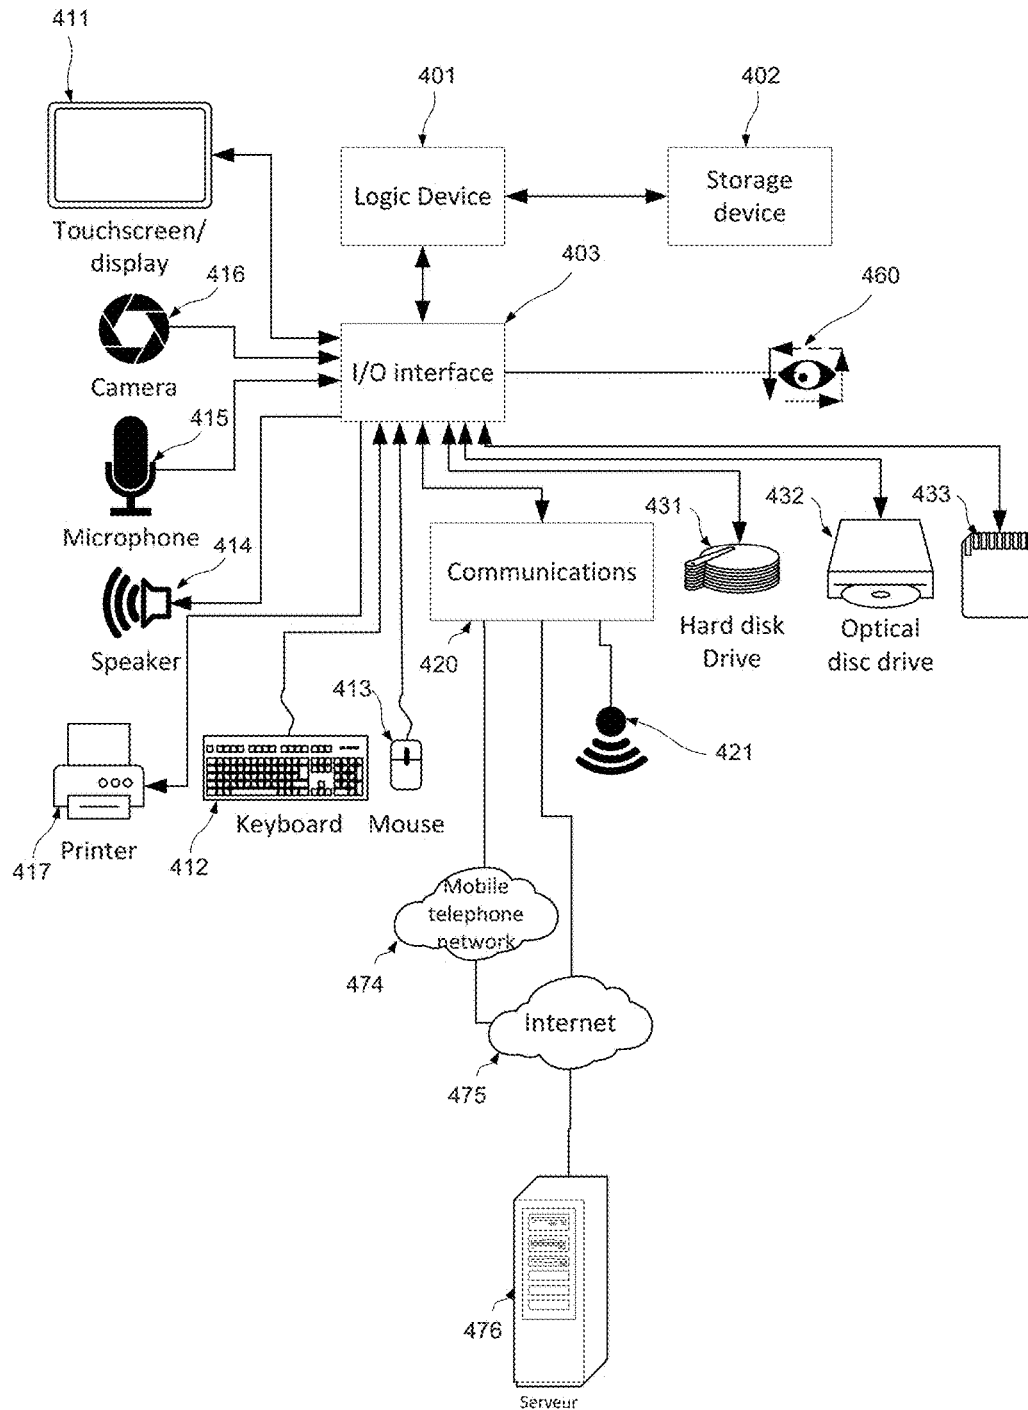 411
401
402
Logic Device
Storage
device
Touchscreen/
display
403
416
460
I/O interface
Camera
415
Microphone
431
432
433
414
Communications
Speaker
Hard disk
Drive
Optical
disc drive
420
413
421
Keyboard
Mouse
Printer
417
412
Mobile
telephone
network
474
internet
475
476
Serveur